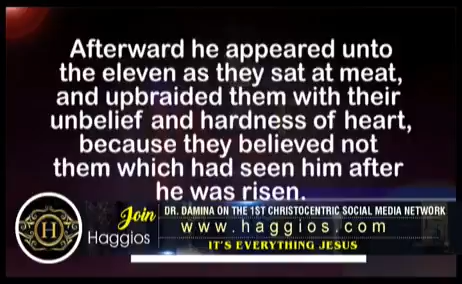 Afterward he appeared unto
the eleven as they sat at meat,
and upbraided them with their
unbelief and hardness of heart,
because they believed not
them which had seen him after
he was risen.
H
Join
Haggios
DR. DAMINA ON THE 1ST CHRISTOCENTRIC SOCIAL MEDIA NETWORK
www.haggios.com
IT'S EVERYTHING JESUS